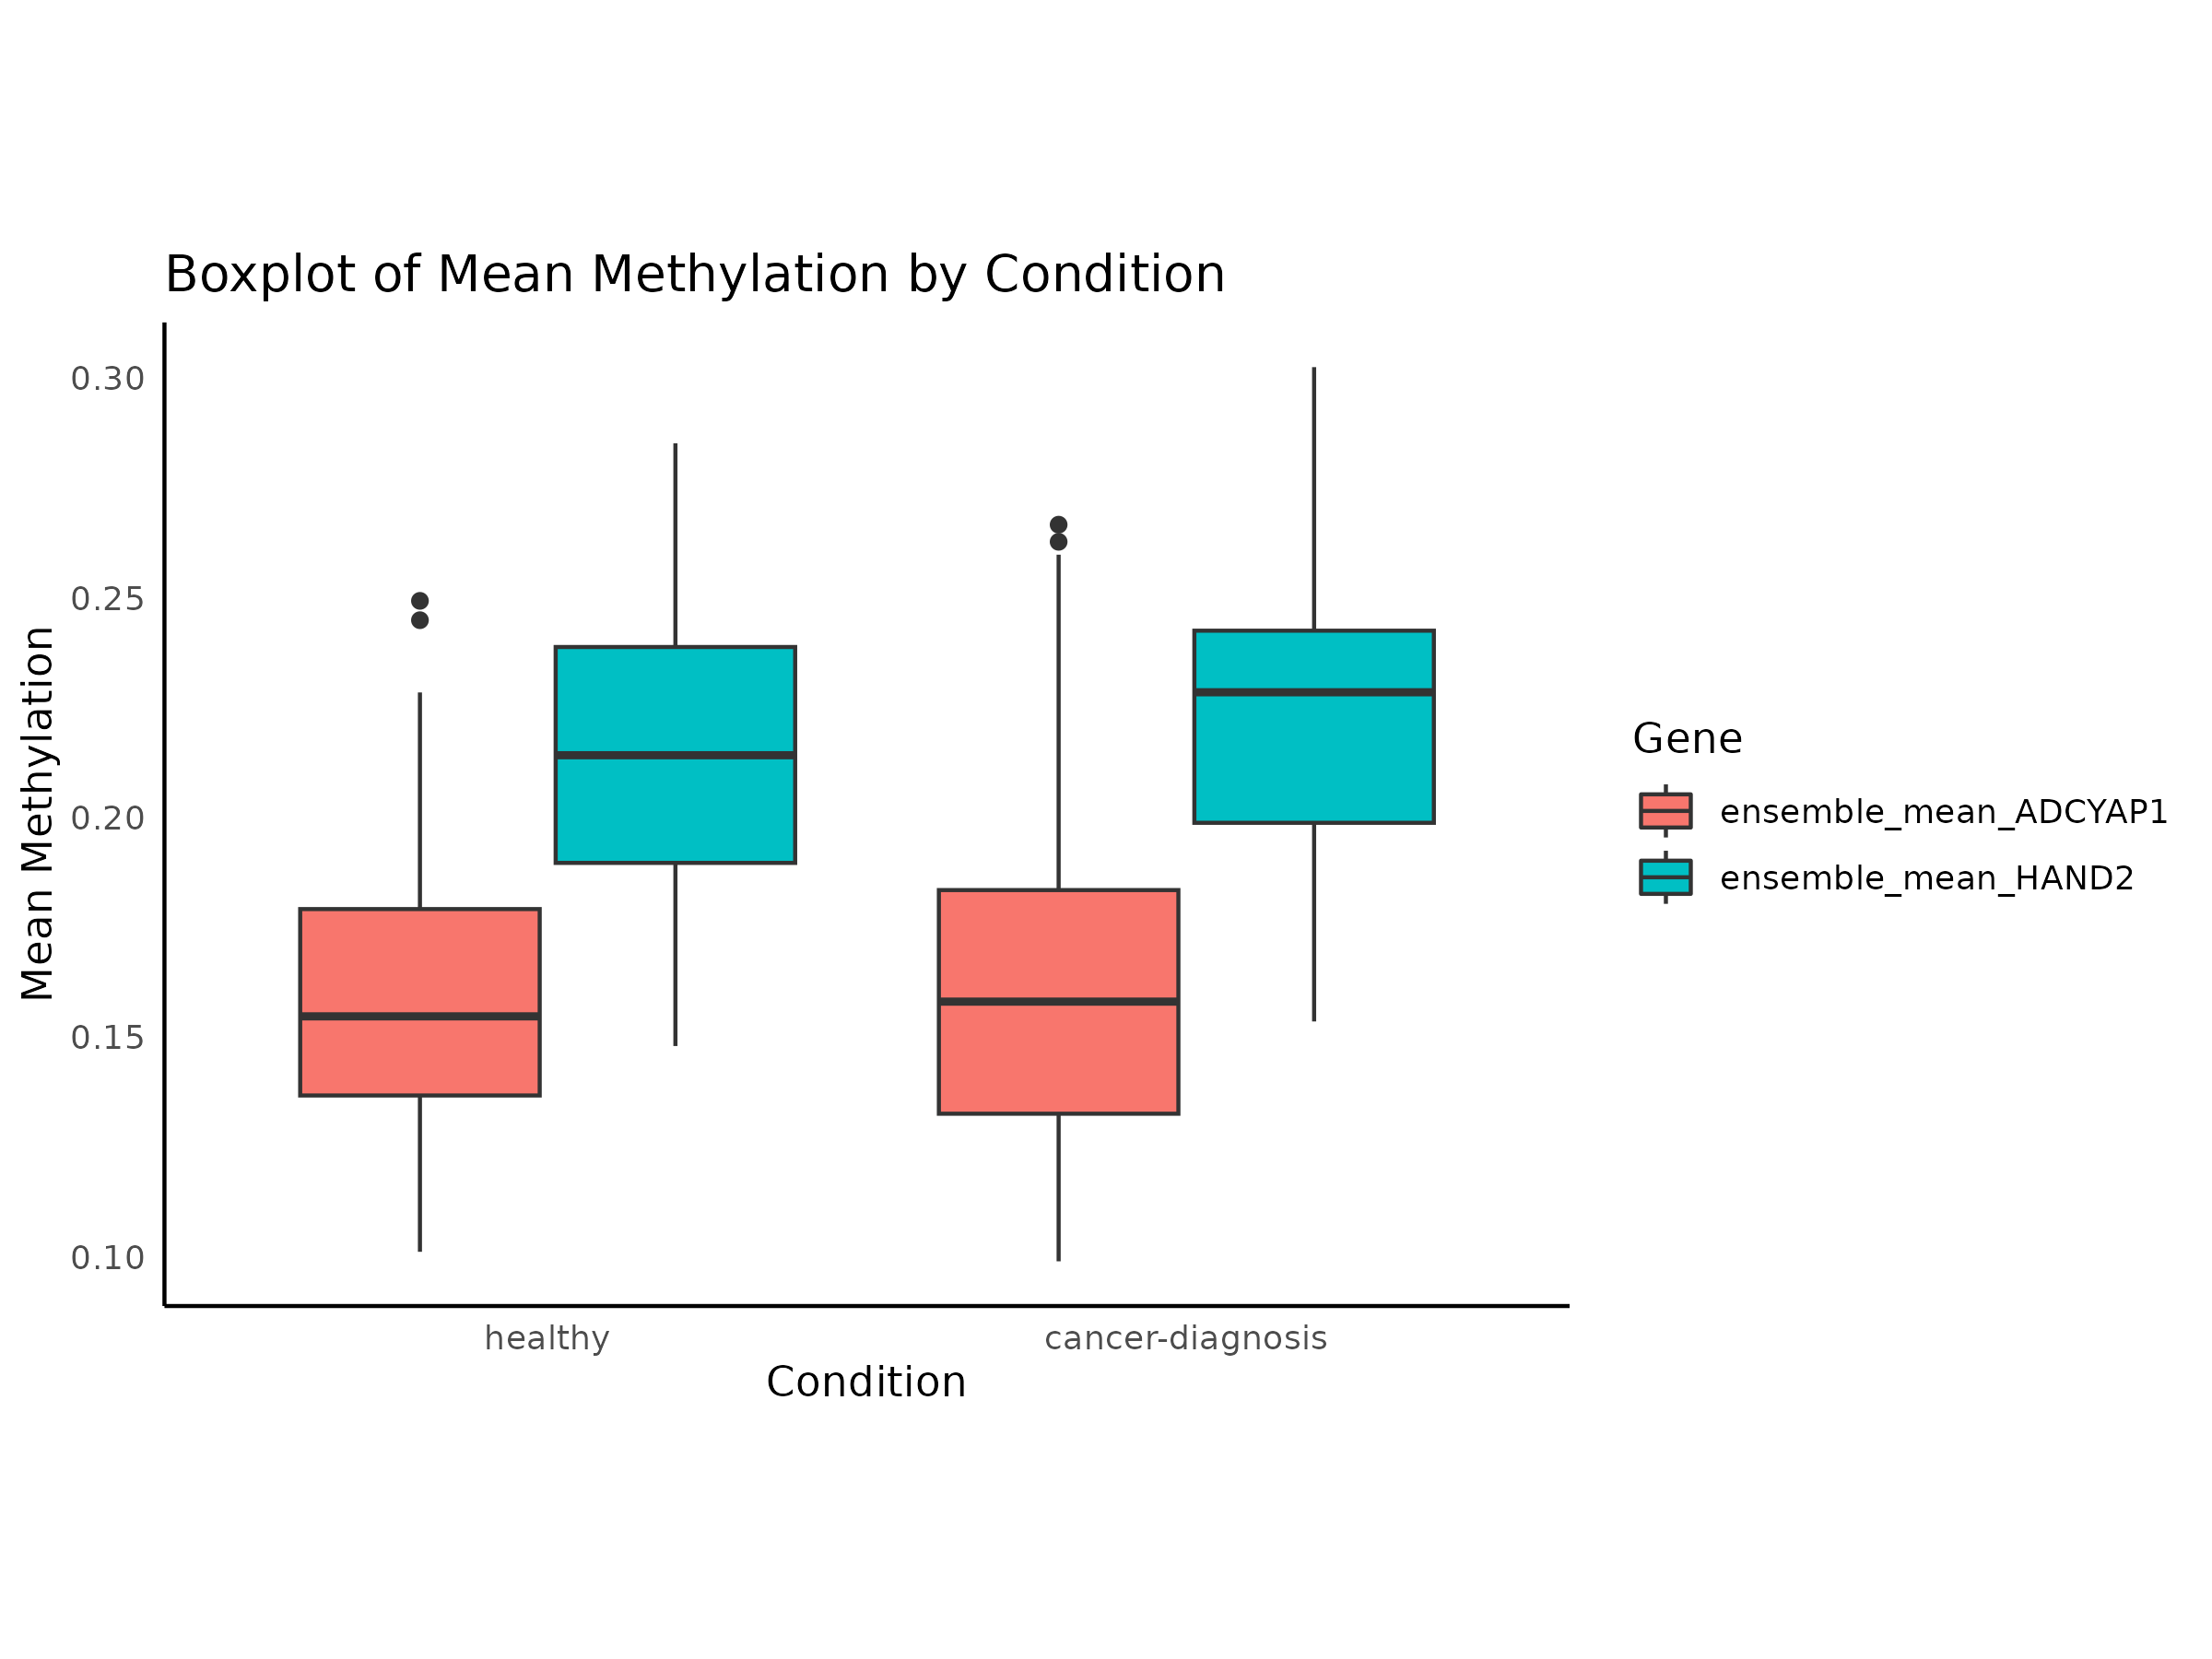 Boxplot of Mean Methylation by Condition
Mean Methylation
0.30
0.25
0.20
0.15
0.10
healthy
cancer-diagnosis
Condition
Gene
ensemble_mean_ADCYAP1
ensemble_mean_HAND2